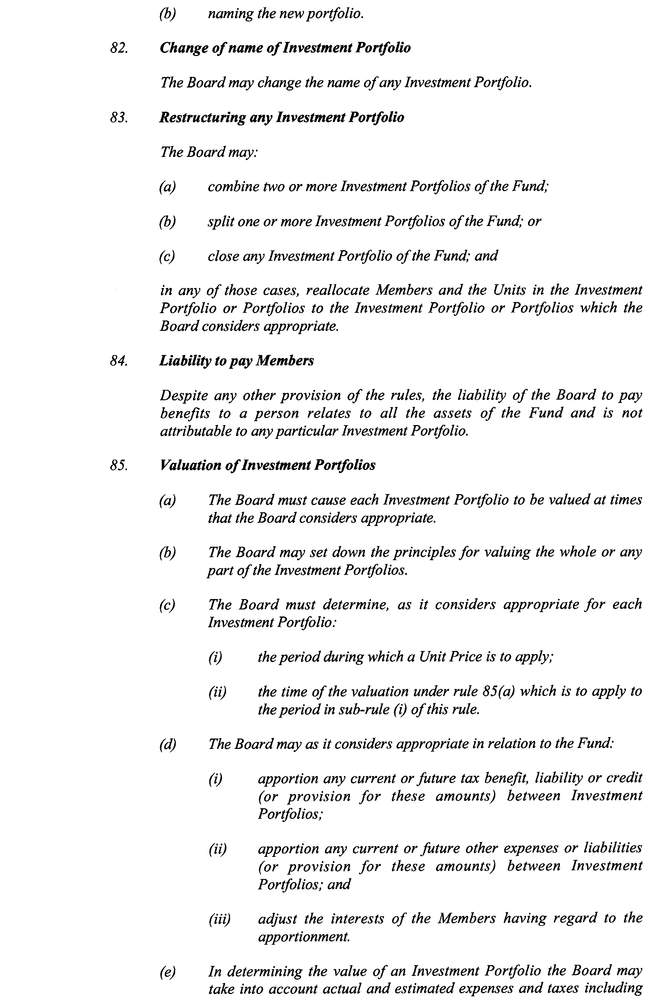 (b) naming the new portfolio.
82. Change of name of Investment Portfolio
The Board may change the name of any Investment Portfolio.
83. Restructuring any Investment Portfolio
The Board may:
(a) combine two or more Investment Portfolios of the Fund;
(b) split one or more Investment Portfolios of the Fund; or
(c) close any Investment Portfolio of the Fund; and
in any of those cases, reallocate Members and the Units in the Investment
Portfolio or Portfolios to the Investment Portfolio or Portfolios which the
Board considers appropriate.
84. Liability to pay Members
Despite any other provision of the rules, the liability of the Board to pay
benefits to a person relates to all the assets of the Fund and is not
attributable to any particular Investment Portfolio.
85. Valuation of Investment Portfolios
(a) The Board must cause each Investment Portfolio to be valued at times
that the Board considers appropriate.
(b) The Board may set down the principles for valuing the whole or any
part of the Investment Portfolios.
(c) The Board must determine, as it considers appropriate for each
Investment Portfolio:
(i) the period during which a Unit Price is to apply;
(ii) the time of the valuation under rule 85(a) which is to apply to
the period in sub-rule (i) of this rule.
(d) The Board may as it considers appropriate in relation to the Fund:
(i) apportion any current or future tax benefit, liability or credit
(or provision for these amounts) between Investment
Portfolios;
(ii) apportion any current or future other expenses or liabilities
(or provision for these amounts) between Investment
Portfolios; and
(iii) adjust the interests of the Members having regard to the
apportionment.
(e) In determining the value of an Investment Portfolio the Board may
take into account actual and estimated expenses and taxes including